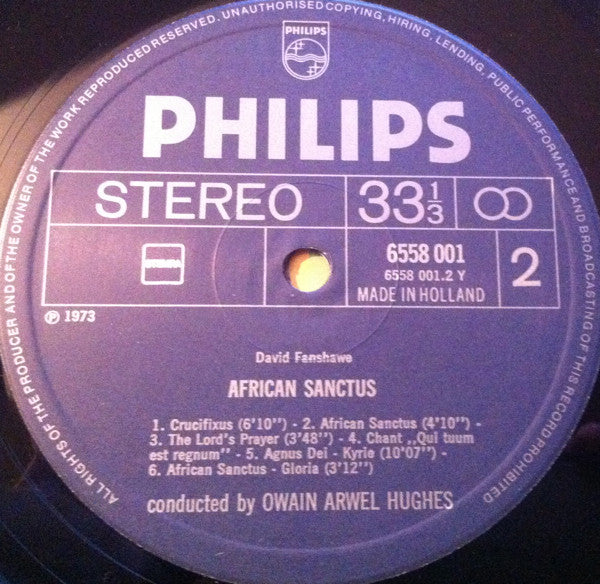 ALL RIGHTS OF THE PRODUCER AND OF THE OWNER OF THE WORK REPRODUCED RESERVED. UNAUTHORISED COPYING, HIRING, LENDING, PUBLIC PERFORMANCE AND BROADCASTING OF THIS RECORD PROHIBITED
PHILIPS
PHILIPS
STEREO
33 1/3
6558 001
6558 001.2 Y
MADE IN HOLLAND
2
Ⓟ 1973
David Fanshawe
AFRICAN SANCTUS
1. Crucifixus (6'10") - 2. African Sanctus (4'10") -
3. The Lord's Prayer (3'48") - 4. Chant ,,Qui tuum
est regnum" - 5. Agnus Dei - Kyrie (10'07") -
6. African Sanctus - Gloria (3'12")
conducted by OWAIN ARWEL HUGHES